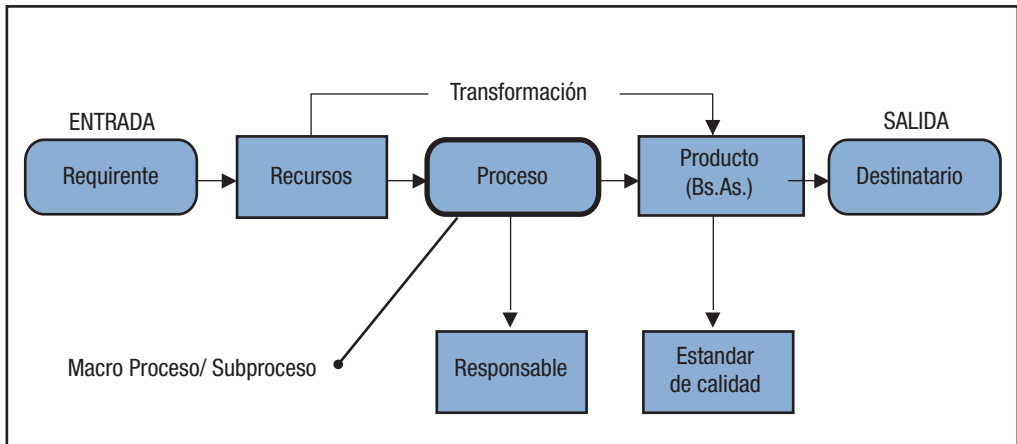 Transformación
ENTRADA
SALIDA
Requirente
Recursos
Proceso
Producto
(Bs.As.)
Destinatario
Macro Proceso/ Subproceso
Responsable
Estandar
de calidad